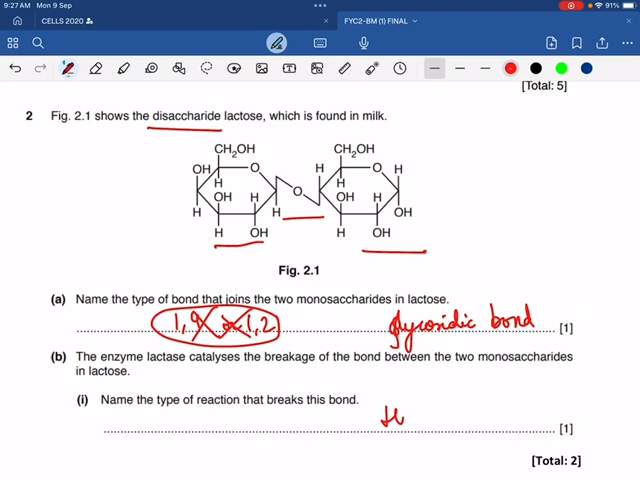 9:27 AM Mon 9 Sep
91%
CELLS 2020
FYC2-BM (1) FINAL
[Total: 5]
2 Fig. 2.1 shows the disaccharide lactose, which is found in milk.
CH2OH CH2OH
OH O H O H
H H
OH H O OH H
H H OH
H OH H OH
Fig. 2.1
(a) Name the type of bond that joins the two monosaccharides in lactose.
1,2 glycosidic bond [1]
(b) The enzyme lactase catalyses the breakage of the bond between the two monosaccharides
in lactose.
(i) Name the type of reaction that breaks this bond.
[1]
[Total: 2]